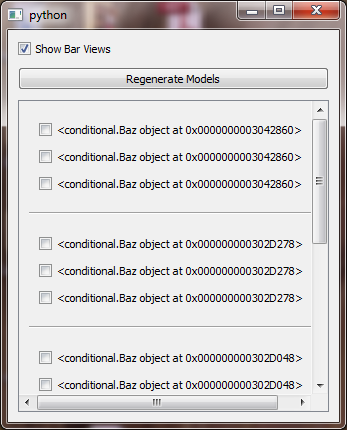 python
Show Bar Views
Regenerate Models
<conditional.Baz object at 0x0000000003042860>
<conditional.Baz object at 0x0000000003042860>
<conditional.Baz object at 0x0000000003042860>
<conditional.Baz object at 0x000000000302D278>
<conditional.Baz object at 0x000000000302D278>
<conditional.Baz object at 0x000000000302D278>
<conditional.Baz object at 0x000000000302D048>
<conditional.Baz object at 0x000000000302D048>